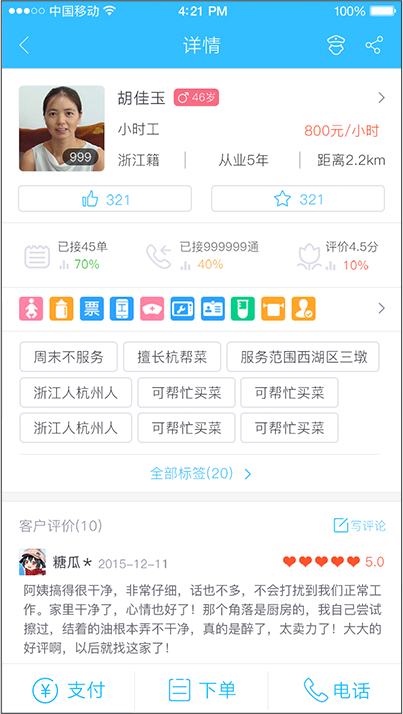 中国移动 4:21 PM 100%
详情
胡佳玉 46岁
小时工 800元/小时
浙江籍 从业5年 距离2.2km
999
321 321
已接45单 已接999999通 评价4.5分
70% 40% 10%
票
周末不服务 擅长杭帮菜 服务范围西湖区三墩
浙江人杭州人 可帮忙买菜 可帮忙买菜
浙江人杭州人 可帮忙买菜 可帮忙买菜
全部标签(20)
客户评价(10) 写评论
糖瓜* 2015-12-11 5.0
阿姨搞得很干净，非常仔细，话也不多，不会打扰到我们正常工
作。家里干净了，心情也好了！那个角落是厨房的，我自己尝试
擦过，结着的油根本弄不干净，真的是醉了，太卖力了！大大的
好评啊，以后就找这家了！
支付 下单 电话